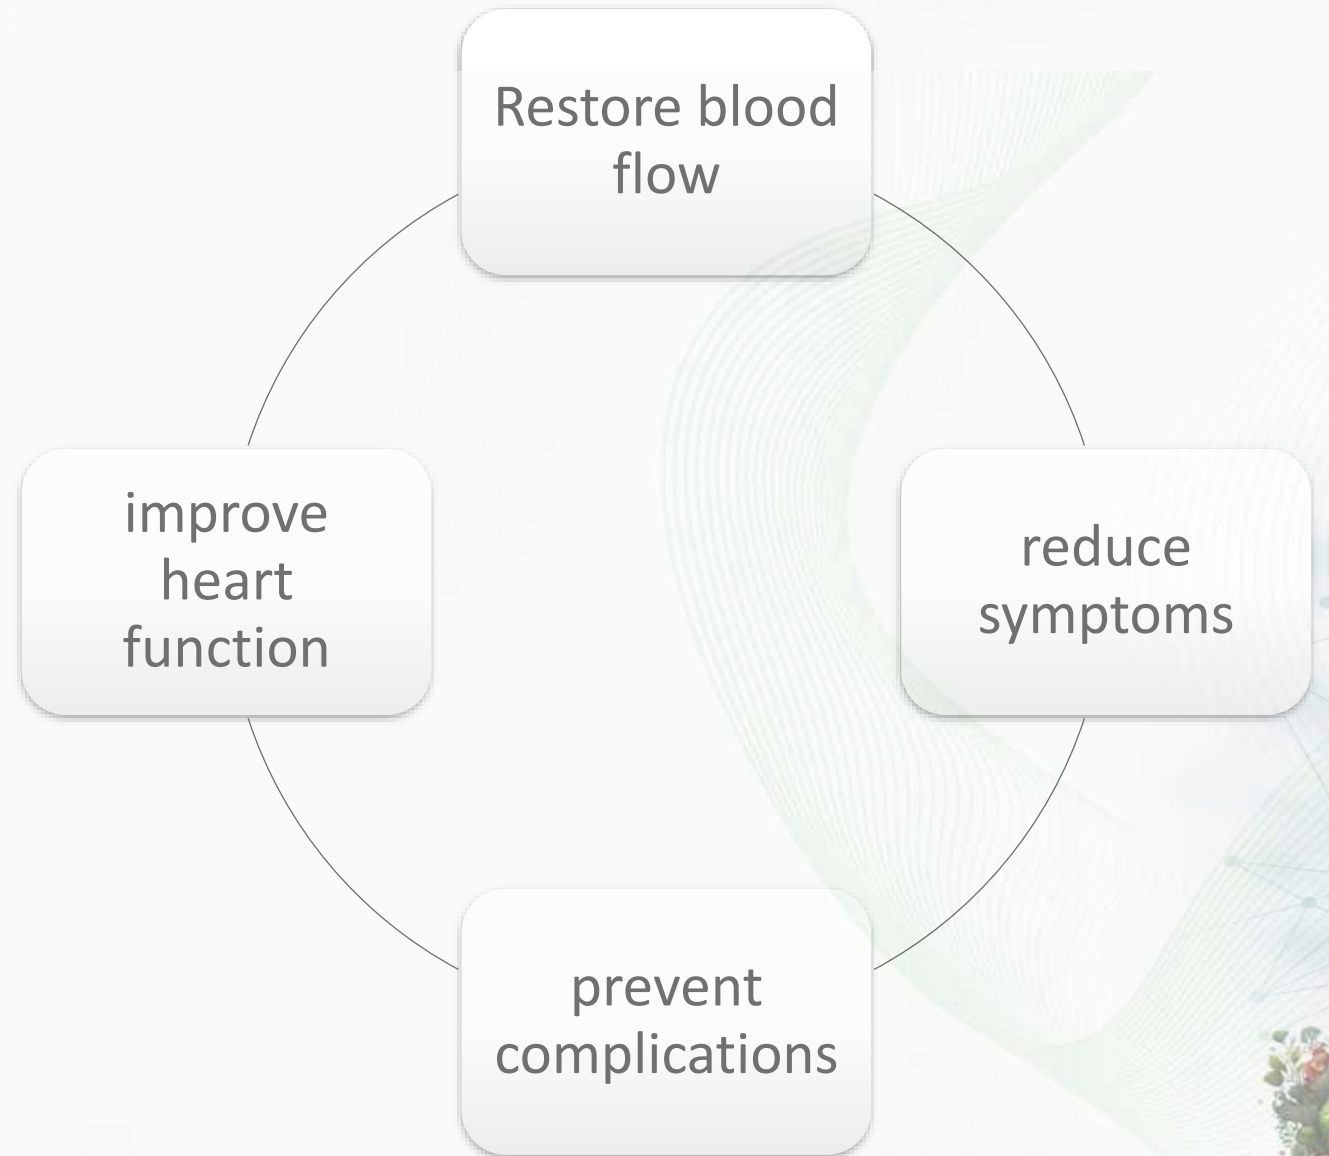 Restore blood
flow
reduce
symptoms
prevent
complications
improve
heart
function